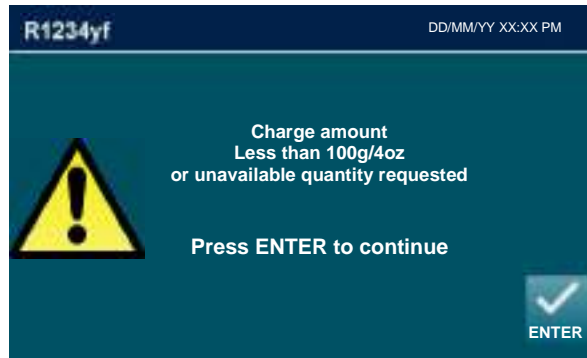 R1234yf
DD/MM/YY XX:XX PM
Charge amount
Less than 100g/4oz
or unavailable quantity requested
Press ENTER to continue
ENTER